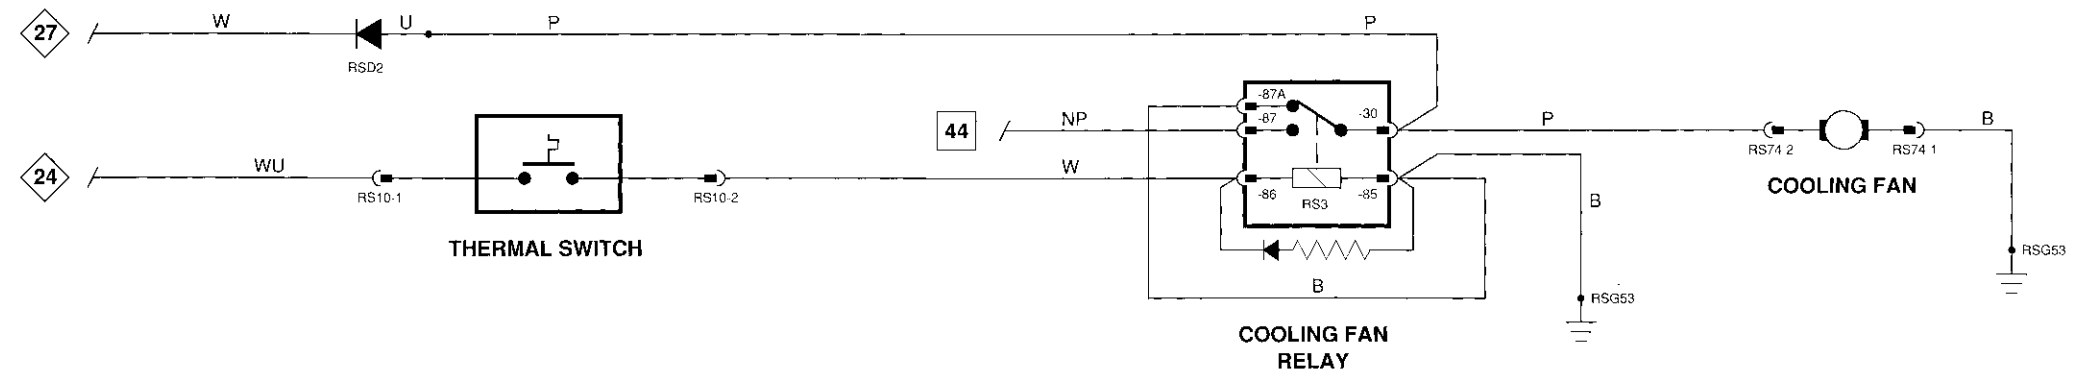 27
W
U
P
P
RSD2
-87A
44
NP
-87
-30
P
B
RS74 2
RS74 1
COOLING FAN
24
WU
W
RS10-1
RS10-2
-86
-85
RS3
B
THERMAL SWITCH
RSG53
B
RSG53
COOLING FAN
RELAY